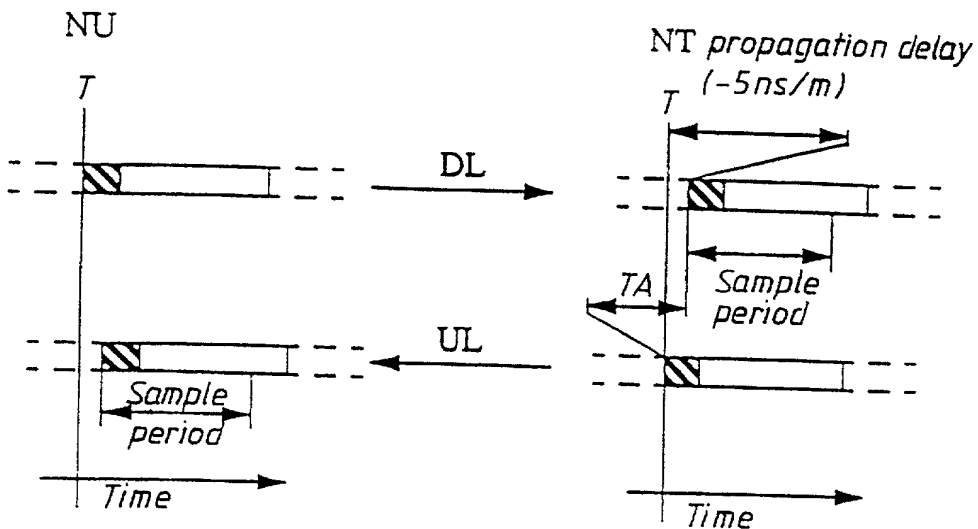 NU
NT propagation delay
(-5ns/m)
T
T
DL
Sample
period
TA
UL
Sample
period
Time
Time